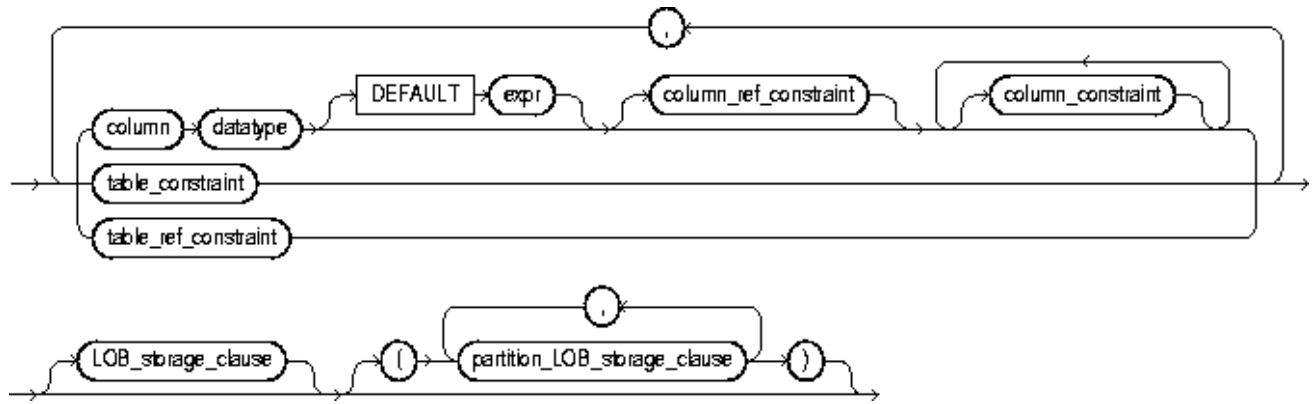 ,
DEFAULT expr column_ref_constraint column_constraint
column datatype
table_constraint
table_ref_constraint
,
LOB_storage_clause ( partition_LOB_storage_clause )